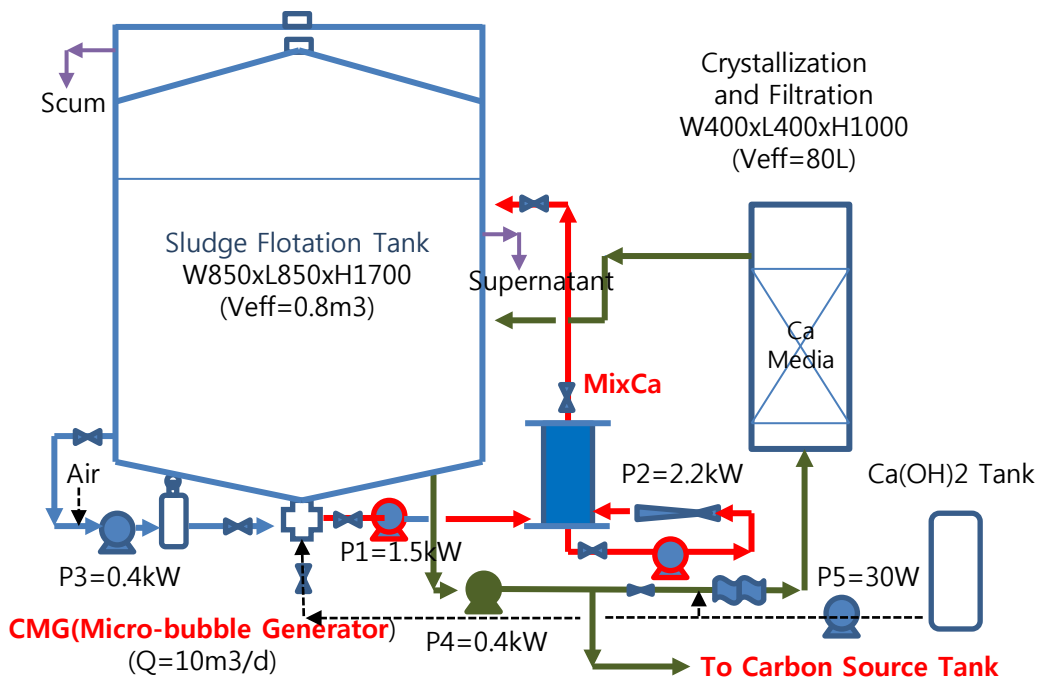 Scum
Crystallization
and Filtration
W400xL400xH1000
(Veff=80L)
Sludge Flotation Tank
W850xL850xH1700
(Veff=0.8m3)
Supernatant
Ca
Media
MixCa
Air
P2=2.2kW
Ca(OH)2 Tank
P1=1.5kW
P3=0.4kW
P5=30W
CMG(Micro-bubble Generator)
(Q=10m3/d)
P4=0.4kW
To Carbon Source Tank